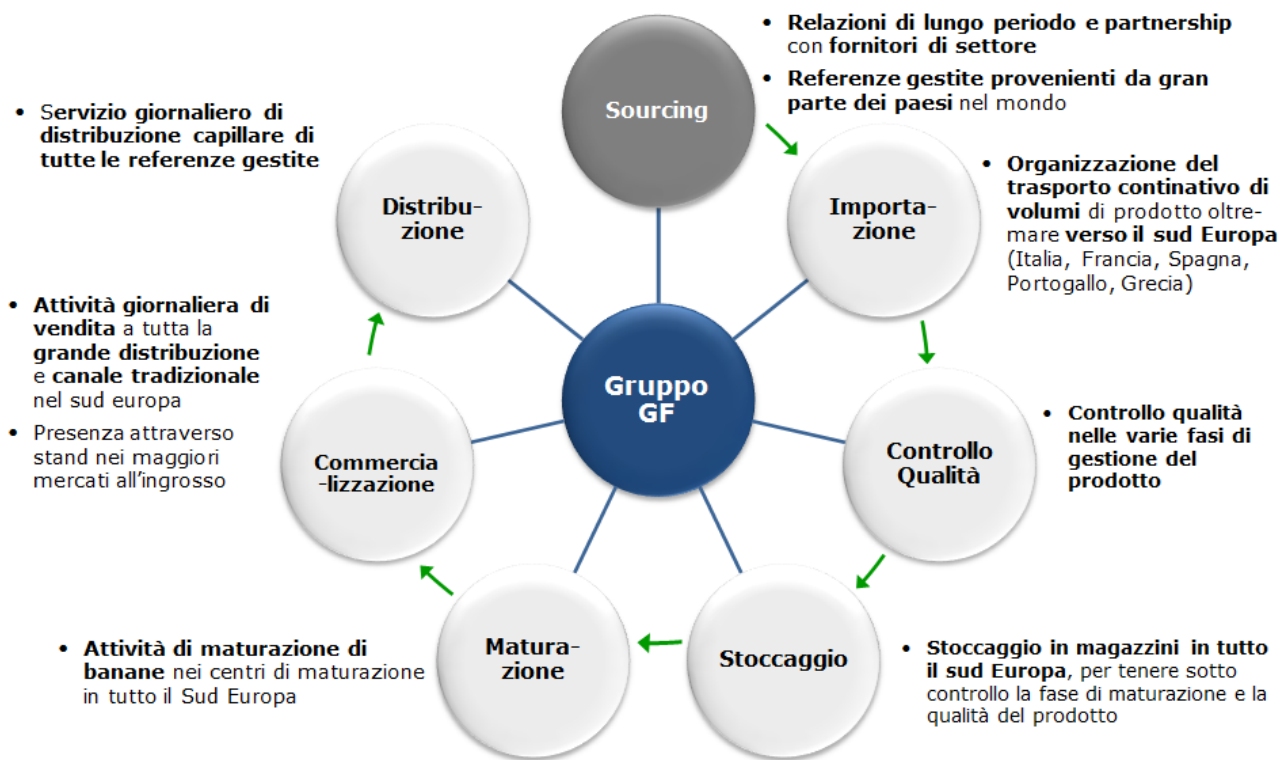 Sourcing
• Relazioni di lungo periodo e partnership
con fornitori di settore
• Referenze gestite provenienti da gran
parte dei paesi nel mondo
Importa-
zione
• Organizzazione del
trasporto continativo di
volumi di prodotto oltre-
mare verso il sud Europa
(Italia, Francia, Spagna,
Portogallo, Grecia)
Controllo
Qualità
• Controllo qualità
nelle varie fasi di
gestione del
prodotto
Stoccaggio
• Stoccaggio in magazzini in tutto
il sud Europa, per tenere sotto
controllo la fase di maturazione e la
qualità del prodotto
Matura-
zione
• Attività di maturazione di
banane nei centri di maturazione
in tutto il Sud Europa
Commercia
-lizzazione
• Attività giornaliera di
vendita a tutta la
grande distribuzione
e canale tradizionale
nel sud europa
• Presenza attraverso
stand nei maggiori
mercati all'ingrosso
Distribu-
zione
• Servizio giornaliero di
distribuzione capillare di
tutte le referenze gestite
Gruppo
GF